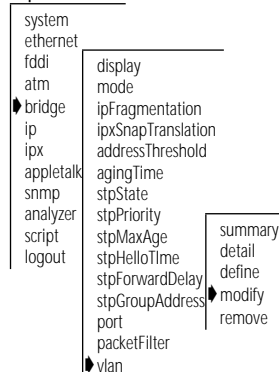 system
ethernet
fddi
atm
bridge
ip
ipx
appletalk
snmp
analyzer
script
logout
display
mode
ipFragmentation
ipxSnapTranslation
addressThreshold
agingTime
stpState
stpPriority
stpMaxAge
stpHelloTIme
stpForwardDelay
stpGroupAddress
port
packetFilter
vlan
summary
detail
define
modify
remove